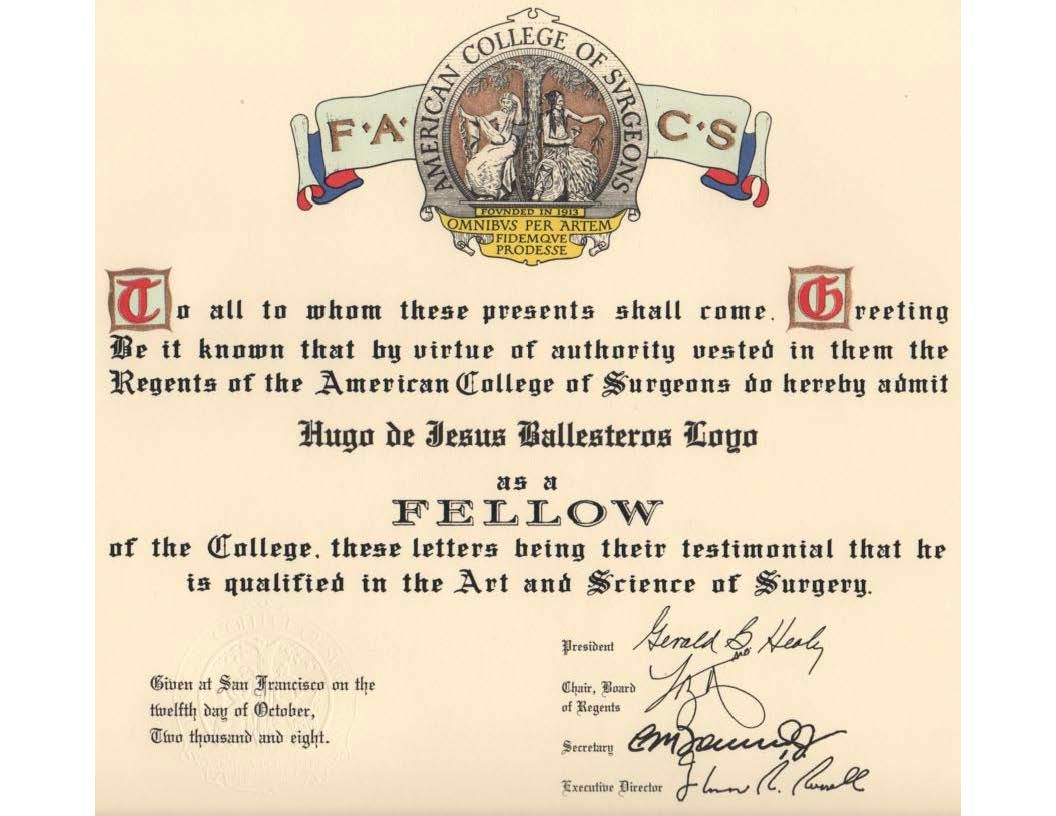 AMERICAN COLLEGE OF SVRGEONS
F·A·C·S
FOVNDED IN 1913
OMNIBVS PER ARTEM
FIDEMQVE
PRODESSE
To all to whom these presents shall come. Greeting
Be it known that by virtue of authority vested in them the
Regents of the American College of Surgeons do hereby admit
Hugo de Jesus Ballesteros Loyo
as a
FELLOW
of the College, these letters being their testimonial that he
is qualified in the Art and Science of Surgery.
Given at San Francisco on the
twelfth day of October,
Two thousand and eight.
President Gerald B. Healy MD
Chair, Board
of Regents
Secretary
Executive Director